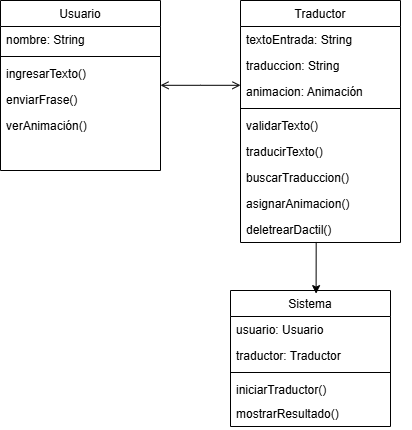 Usuario
nombre: String
ingresarTexto()
enviarFrase()
verAnimación()
Traductor
textoEntrada: String
traduccion: String
animacion: Animación
validarTexto()
traducirTexto()
buscarTraduccion()
asignarAnimacion()
deletrearDactil()
Sistema
usuario: Usuario
traductor: Traductor
iniciarTraductor()
mostrarResultado()